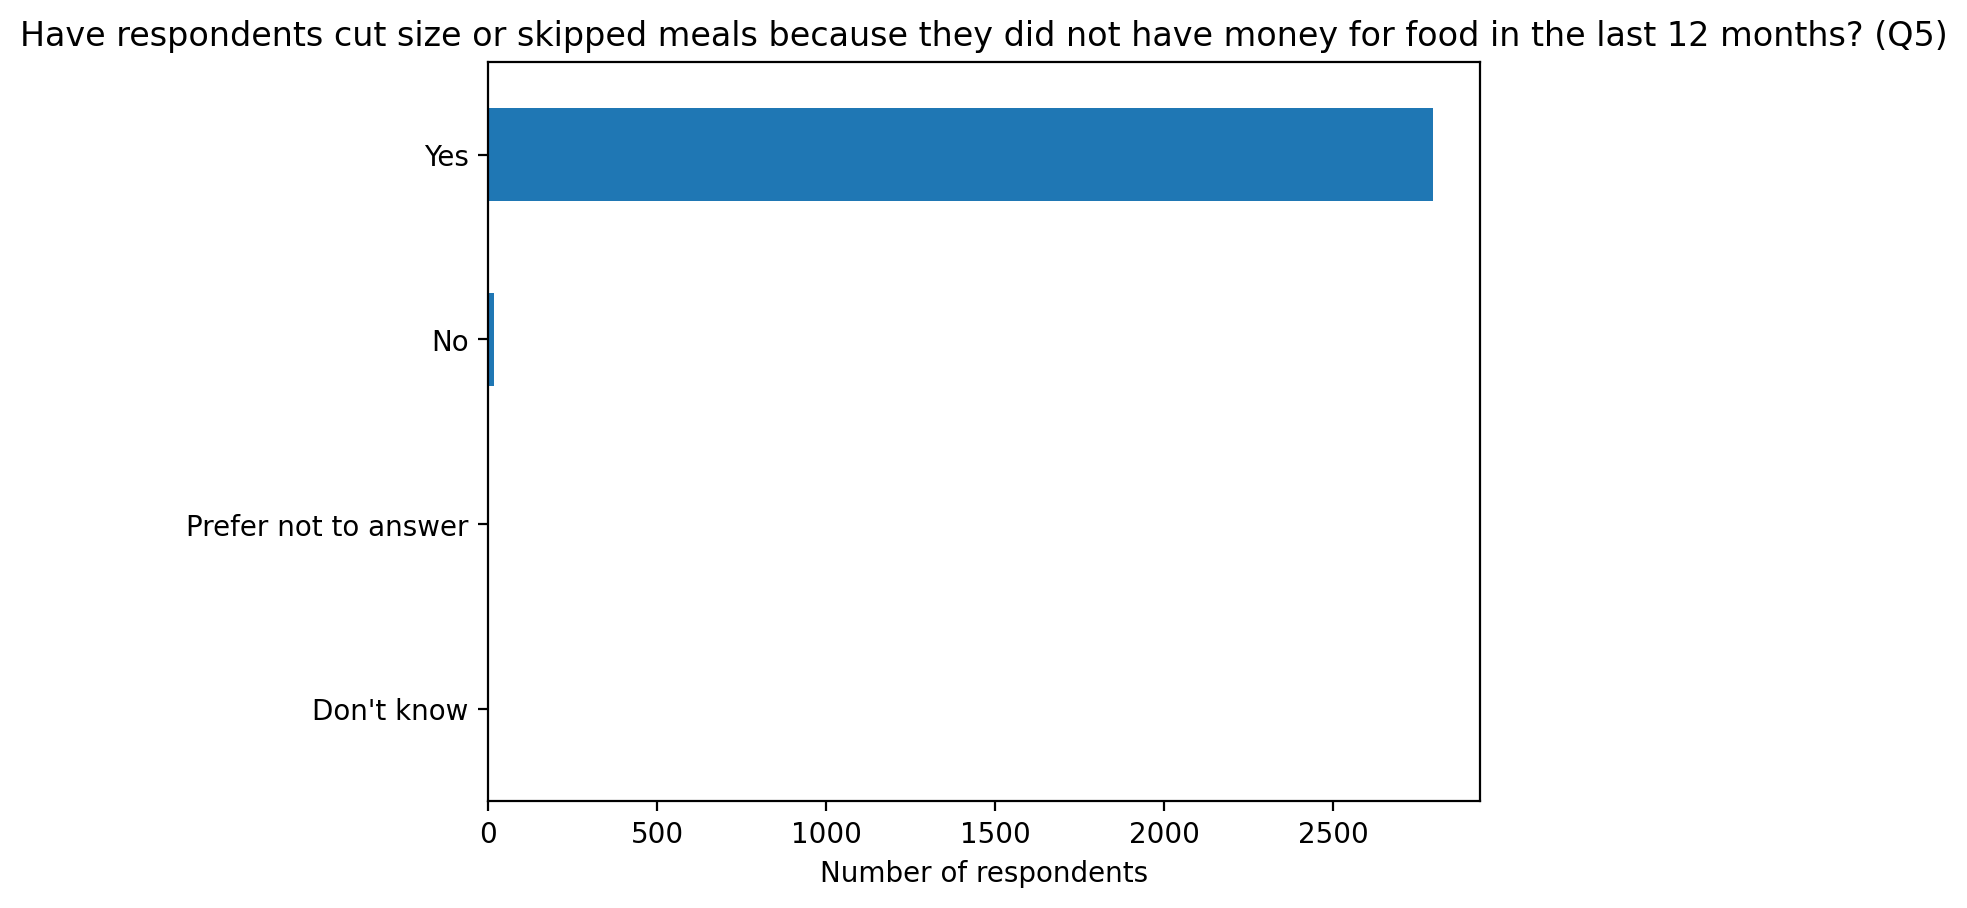 Have respondents cut size or skipped meals because they did not have money for food in the last 12 months? (Q5)
Yes
No
Prefer not to answer
Don't know
0 500 1000 1500 2000 2500
Number of respondents